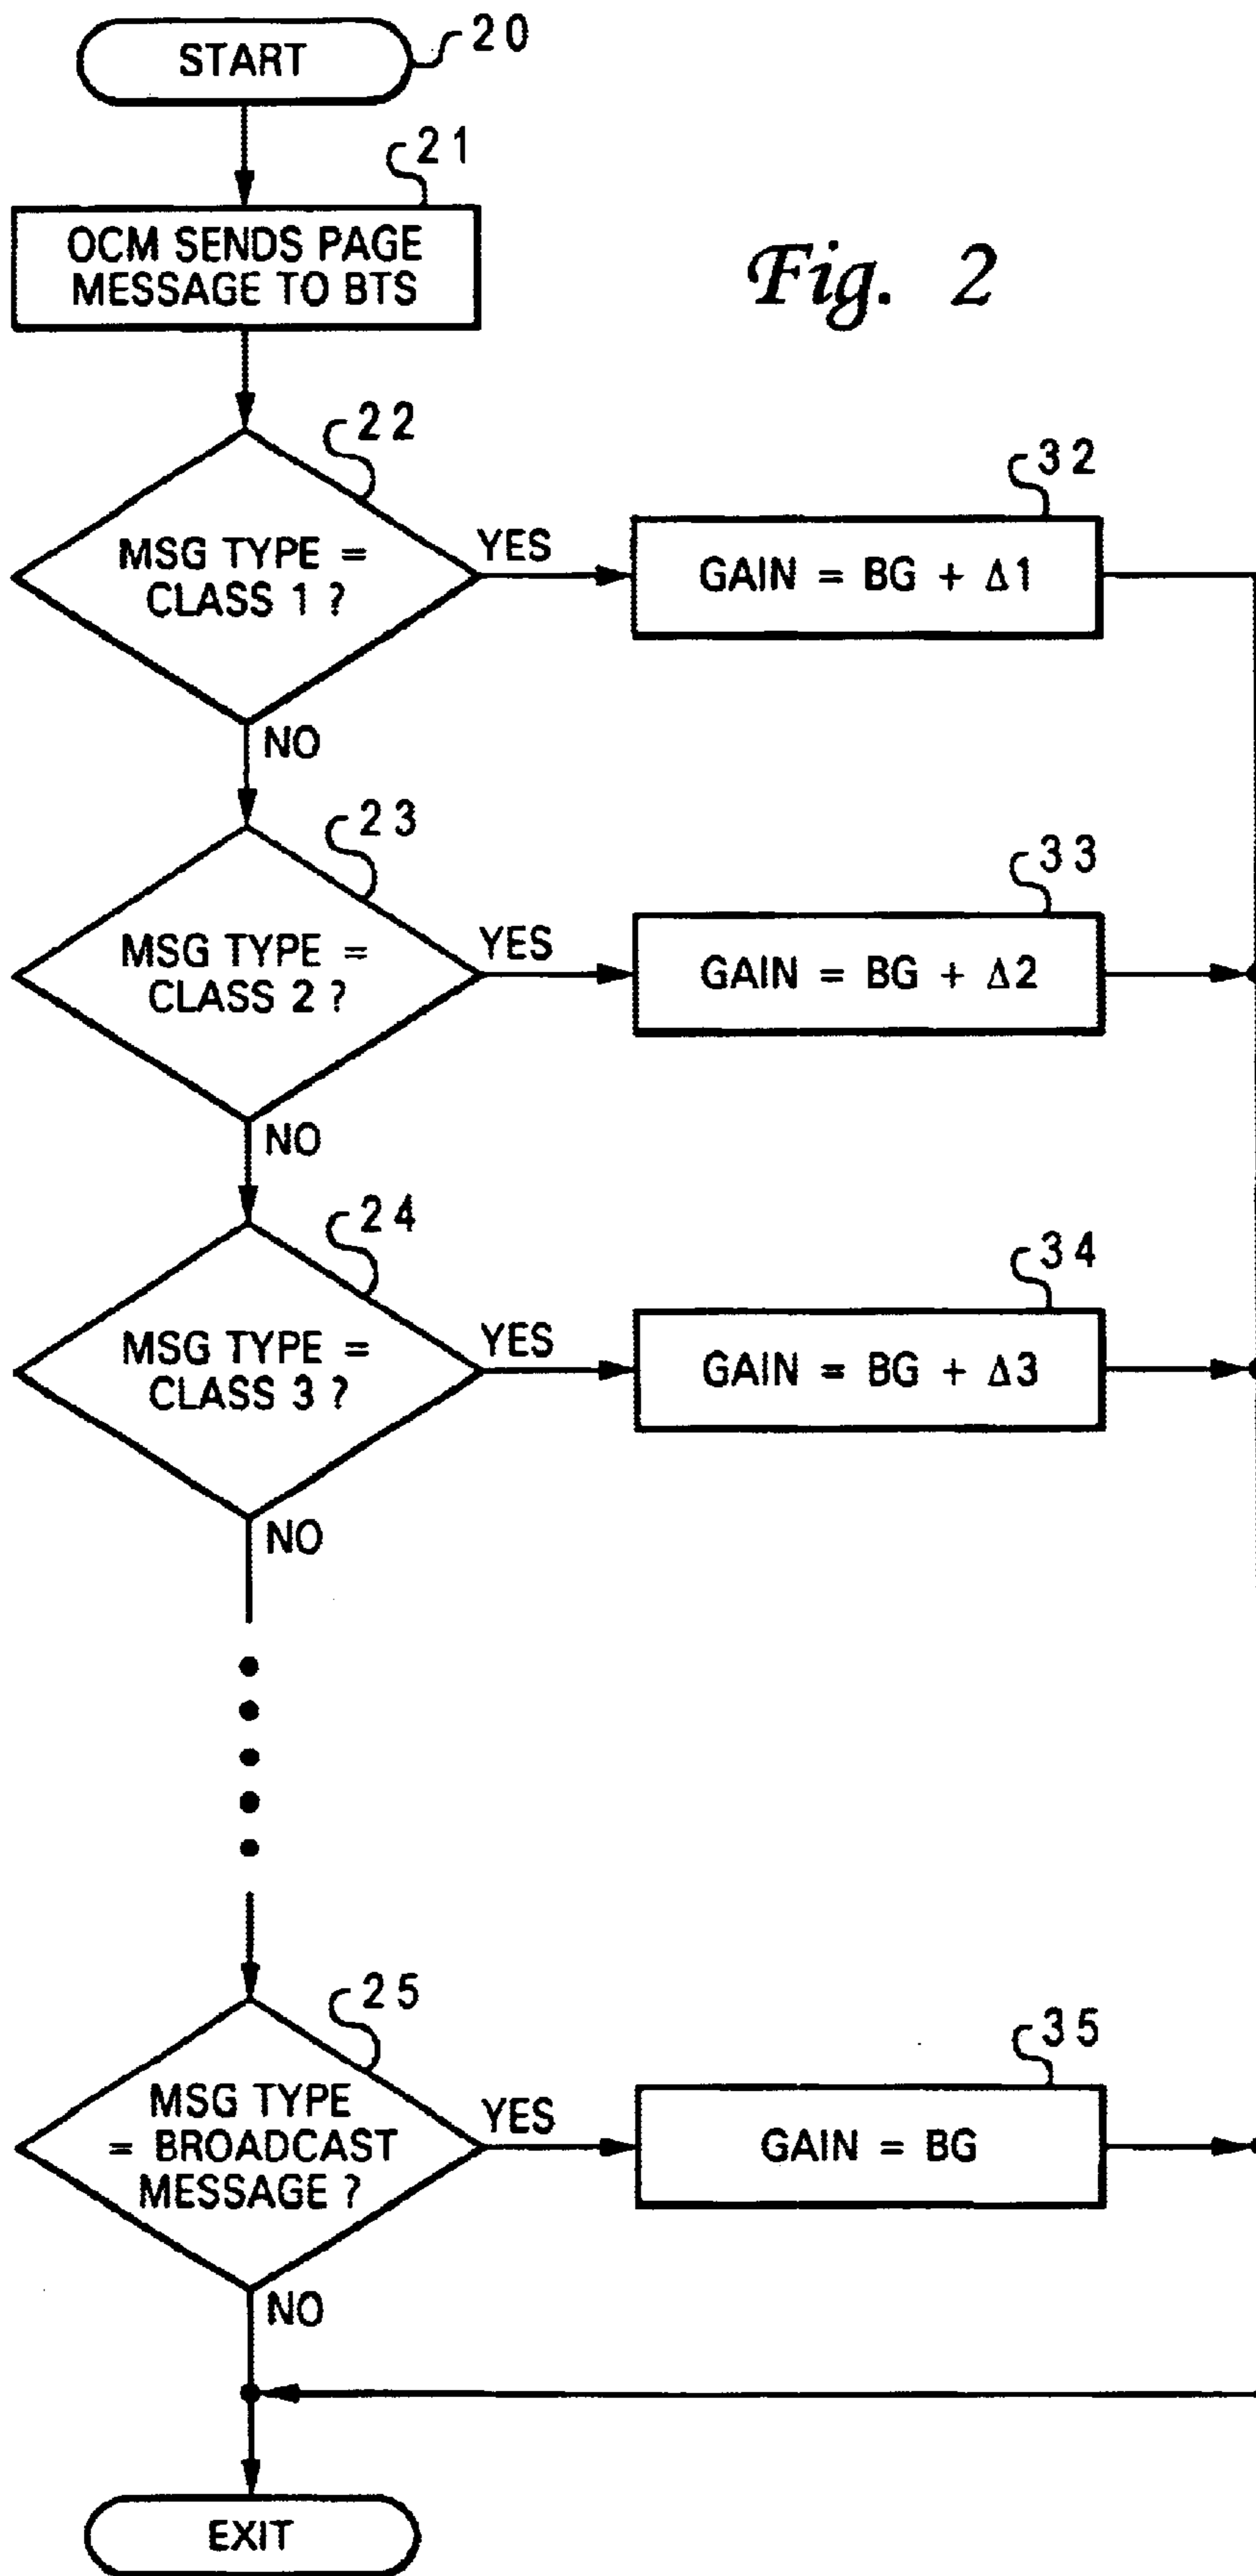 START
20
21
OCM SENDS PAGE
MESSAGE TO BTS
Fig. 2
22
MSG TYPE =
CLASS 1 ?
YES
32
GAIN = BG + Δ1
NO
23
MSG TYPE =
CLASS 2 ?
YES
33
GAIN = BG + Δ2
NO
24
MSG TYPE =
CLASS 3 ?
YES
34
GAIN = BG + Δ3
NO
25
MSG TYPE
= BROADCAST
MESSAGE ?
YES
35
GAIN = BG
NO
EXIT